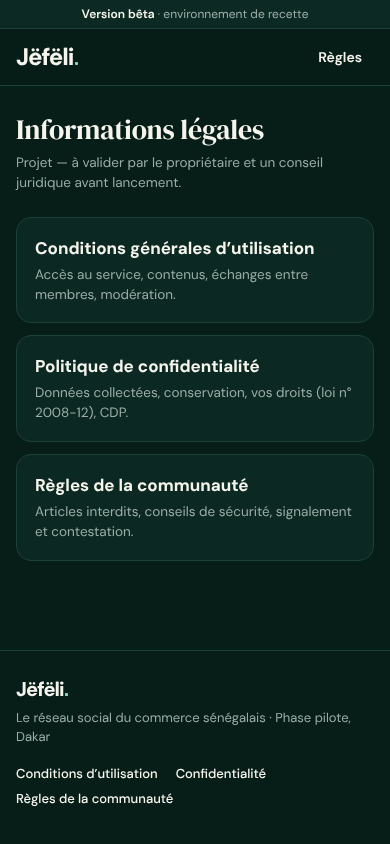 Version bêta · environnement de recette
Jëfëli.
Règles
Informations légales
Projet — à valider par le propriétaire et un conseil
juridique avant lancement.
Conditions générales d’utilisation
Accès au service, contenus, échanges entre
membres, modération.
Politique de confidentialité
Données collectées, conservation, vos droits (loi n°
2008-12), CDP.
Règles de la communauté
Articles interdits, conseils de sécurité, signalement
et contestation.
Jëfëli.
Le réseau social du commerce sénégalais · Phase pilote,
Dakar
Conditions d’utilisation Confidentialité
Règles de la communauté